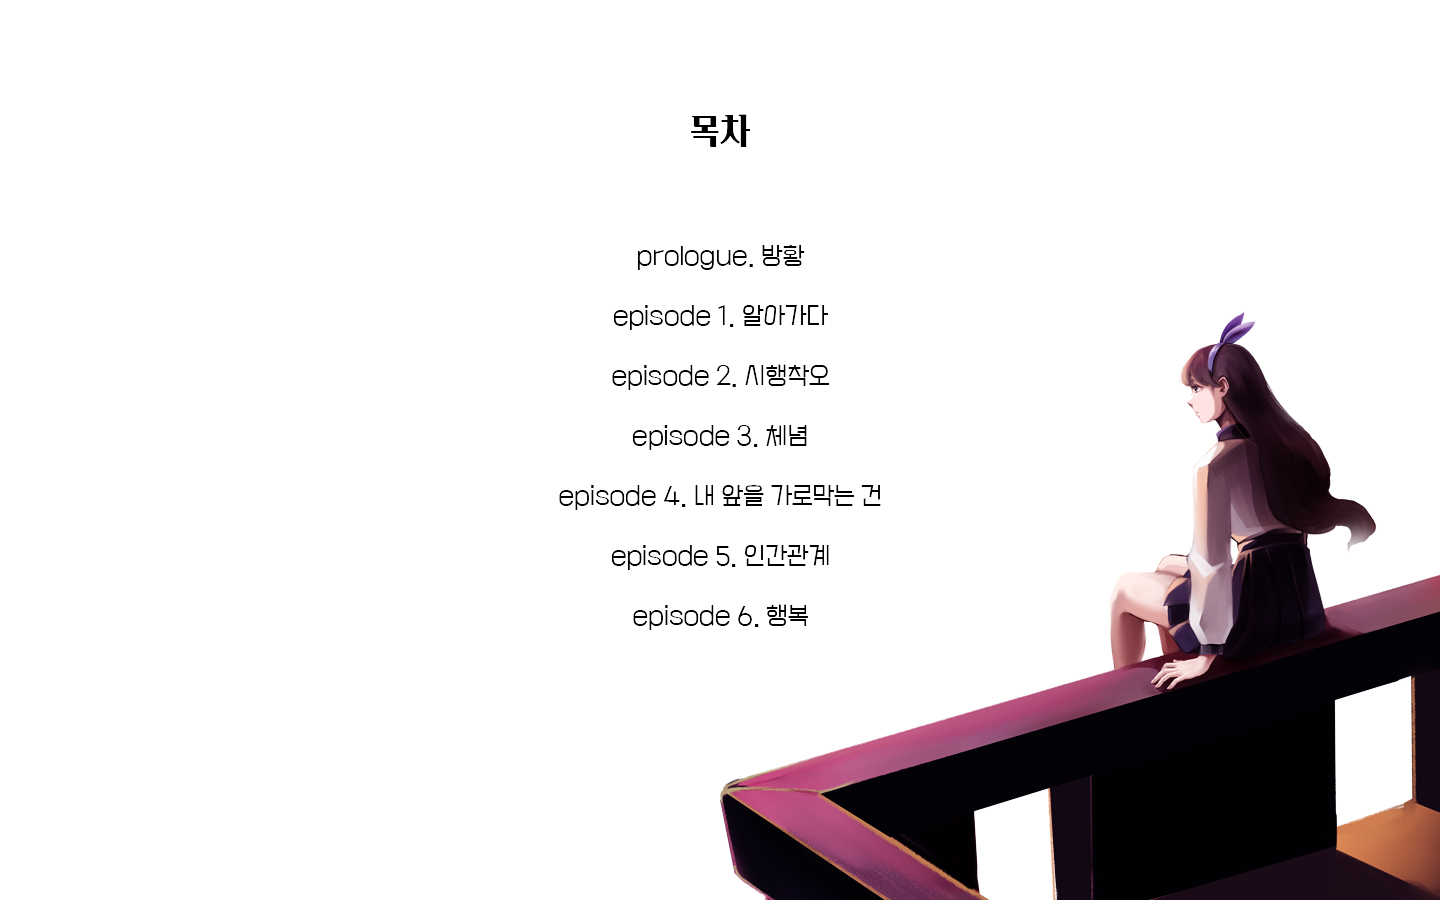 목차
prologue. 방황
episode 1. 알아가다
episode 2. 시행착오
episode 3. 체념
episode 4. 내 앞을 가로막는 건
episode 5. 인간관계
episode 6. 행복